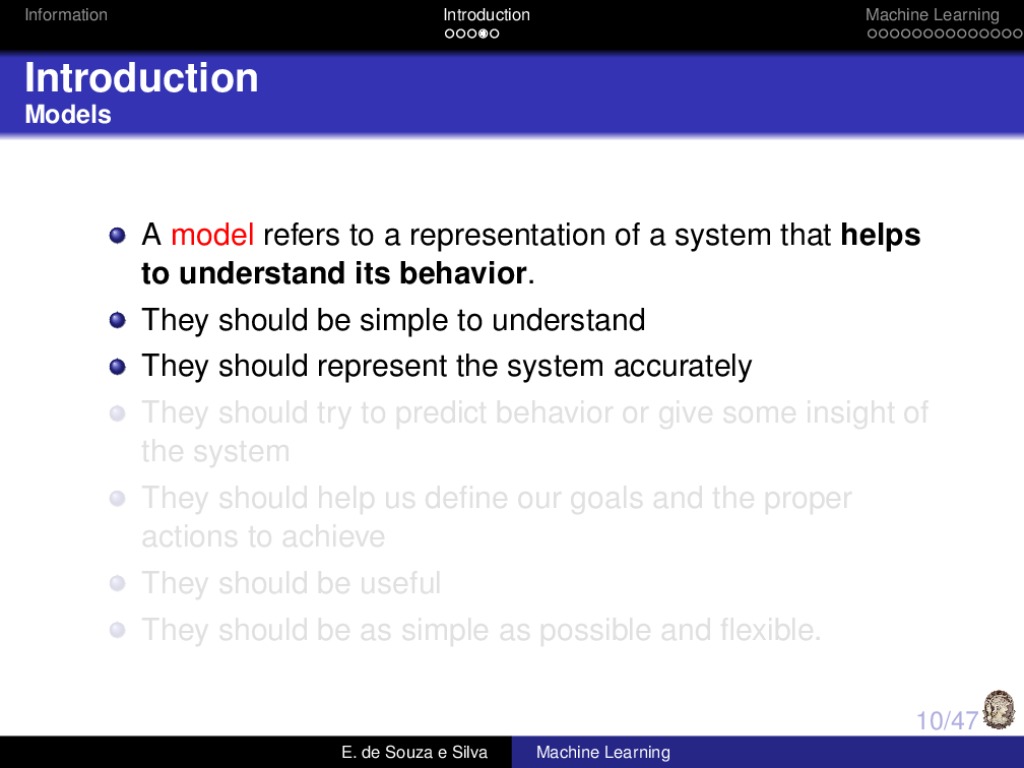 Information
Introduction
Machine Learning
Introduction
Models
A model refers to a representation of a system that helps
to understand its behavior.
They should be simple to understand
They should represent the system accurately
They should try to predict behavior or give some insight of
the system
They should help us define our goals and the proper
actions to achieve
They should be useful
They should be as simple as possible and flexible.
10/47
E. de Souza e Silva
Machine Learning